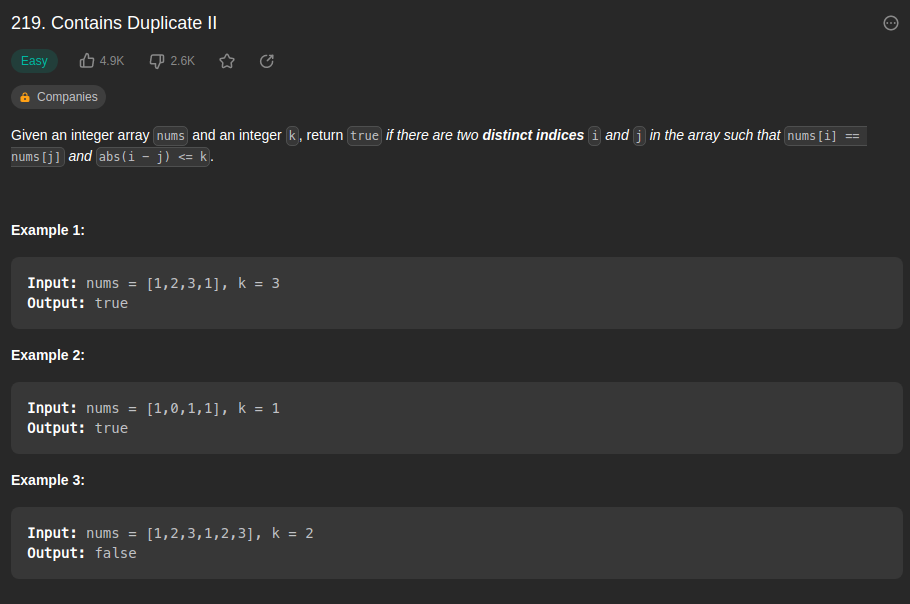 219. Contains Duplicate II
Easy 4.9K 2.6K
Companies
Given an integer array nums and an integer k, return true if there are two distinct indices i and j in the array such that nums[i] ==
nums[j] and abs(i − j) <= k.
Example 1:
Input: nums = [1,2,3,1], k = 3
Output: true
Example 2:
Input: nums = [1,0,1,1], k = 1
Output: true
Example 3:
Input: nums = [1,2,3,1,2,3], k = 2
Output: false